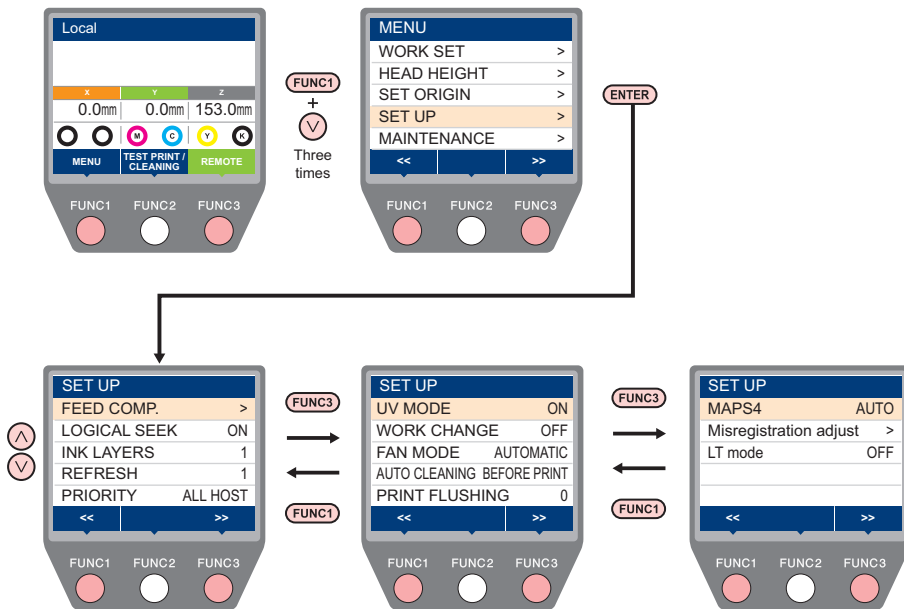 Local
X Y Z
0.0mm 0.0mm 153.0mm
M C Y K
MENU TEST PRINT / CLEANING REMOTE
FUNC1 FUNC2 FUNC3
FUNC1
+
Three
times
MENU
WORK SET >
HEAD HEIGHT >
SET ORIGIN >
SET UP >
MAINTENANCE >
<< >>
FUNC1 FUNC2 FUNC3
ENTER
SET UP
FEED COMP. >
LOGICAL SEEK ON
INK LAYERS 1
REFRESH 1
PRIORITY ALL HOST
<< >>
FUNC1 FUNC2 FUNC3
FUNC3
FUNC1
SET UP
UV MODE ON
WORK CHANGE OFF
FAN MODE AUTOMATIC
AUTO CLEANING BEFORE PRINT
PRINT FLUSHING 0
<< >>
FUNC1 FUNC2 FUNC3
FUNC3
FUNC1
SET UP
MAPS4 AUTO
Misregistration adjust >
LT mode OFF
<< >>
FUNC1 FUNC2 FUNC3